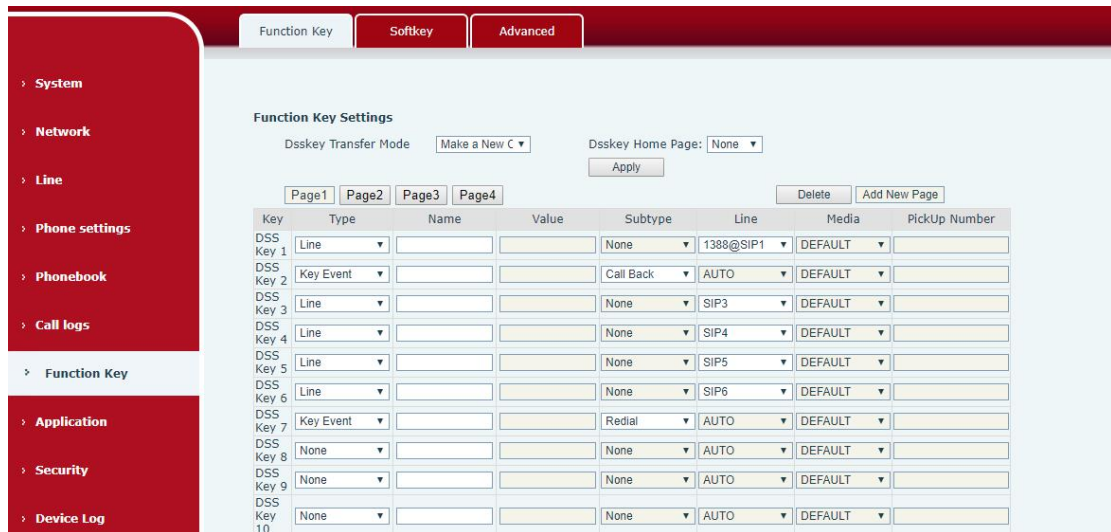 Function Key Softkey Advanced
System
Network
Line
Phone settings
Phonebook
Call logs
Function Key
Application
Security
Device Log
Function Key Settings
Dsskey Transfer Mode Make a New C Dsskey Home Page: None
Apply
Page1 Page2 Page3 Page4 Delete Add New Page
Key Type Name Value Subtype Line Media PickUp Number
DSS Key 1 Line None 1388@SIP1 DEFAULT
DSS Key 2 Key Event Call Back AUTO DEFAULT
DSS Key 3 Line None SIP3 DEFAULT
DSS Key 4 Line None SIP4 DEFAULT
DSS Key 5 Line None SIP5 DEFAULT
DSS Key 6 Line None SIP6 DEFAULT
DSS Key 7 Key Event Redial AUTO DEFAULT
DSS Key 8 None None AUTO DEFAULT
DSS Key 9 None None AUTO DEFAULT
DSS Key 10 None None AUTO DEFAULT